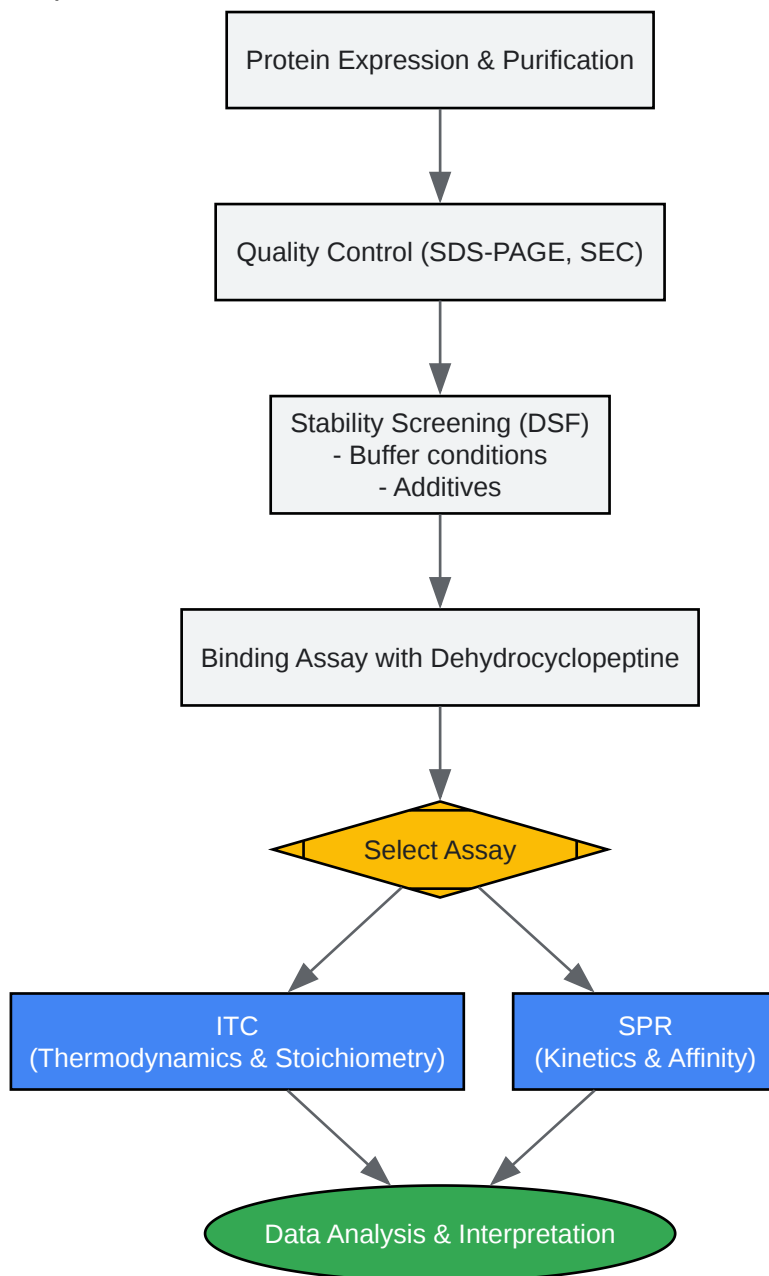 Protein Expression & Purification
Quality Control (SDS-PAGE, SEC)
Stability Screening (DSF)
- Buffer conditions
- Additives
Binding Assay with Dehydrocyclopeptine
Select Assay
ITC
(Thermodynamics & Stoichiometry)
SPR
(Kinetics & Affinity)
Data Analysis & Interpretation